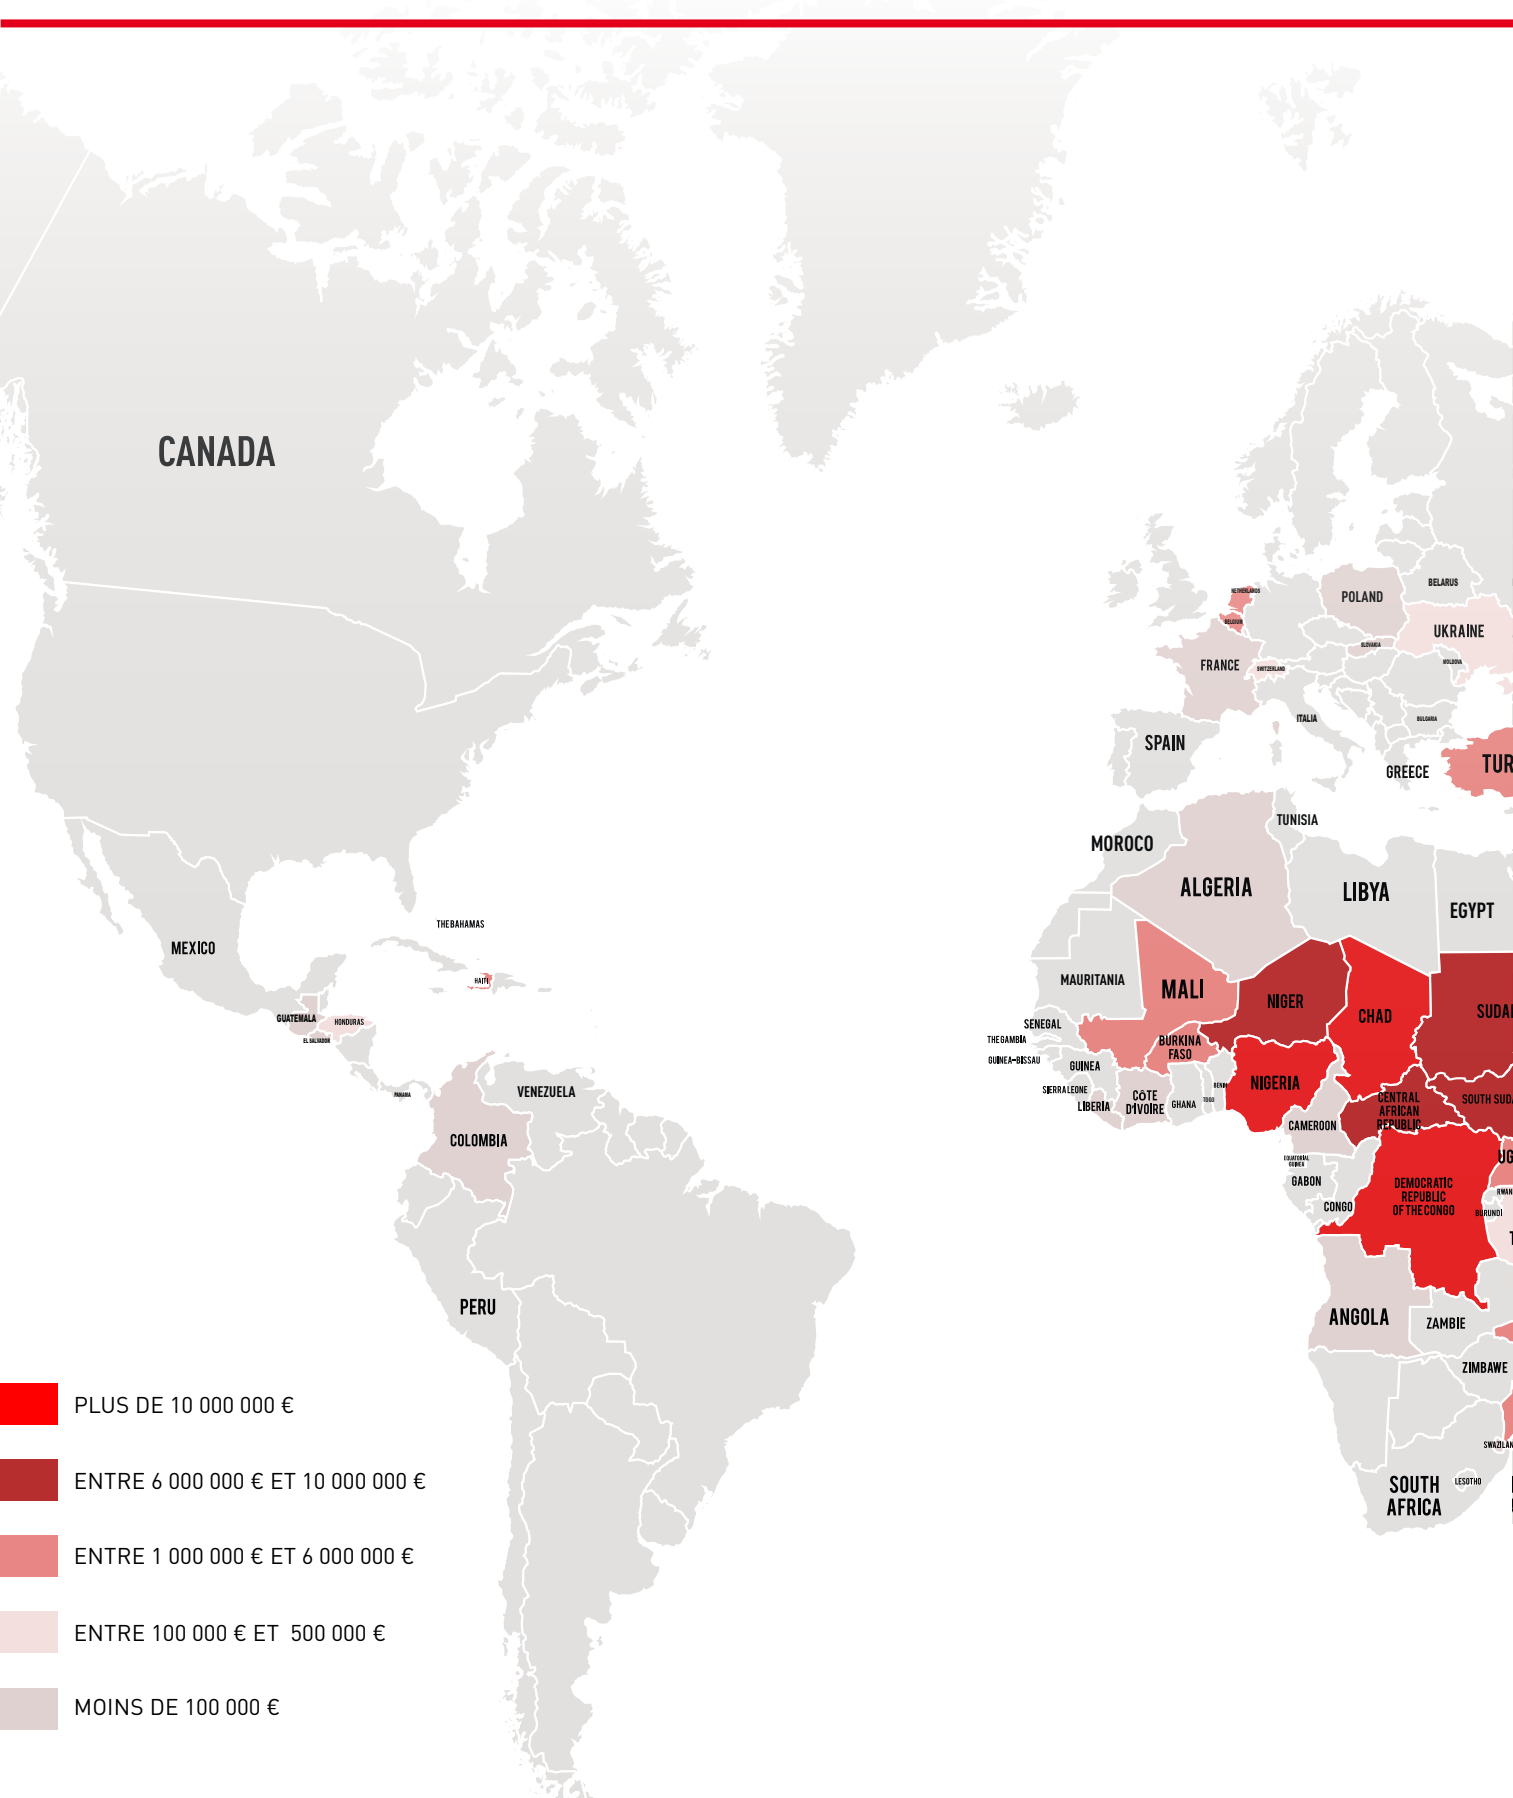 CANADA
BELARUS
NETHERLANDS
POLAND
BELGIUM
UKRAINE
SLOVAKIA
FRANCE
SWITZERLAND
MOLDOVA
ITALIA
BULGARIA
SPAIN
TUR
GREECE
TUNISIA
MOROCO
ALGERIA
LIBYA
EGYPT
THE BAHAMAS
MEXICO
HAITI
MAURITANIA
MALI
NIGER
CHAD
SUDA
GUATEMALA
HONDURAS
SENEGAL
EL SALVADOR
THE GAMBIA
BURKINA
FASO
GUINEA-BISSAU
GUINEA
NIGERIA
SIERRA LEONE
VENEZUELA
PANAMA
BENIN
CÔTE
D'IVOIRE
TOGO
CENTRAL
AFRICAN
REPUBLIC
SOUTH SUD
LIBERIA
GHANA
CAMEROON
COLOMBIA
EQUATORIAL
GUINEA
UG
GABON
DEMOCRATIC
REPUBLIC
OF THE CONGO
RWAN
CONGO
BURUNDI
T
PERU
ANGOLA
ZAMBIE
ZIMBAWE
PLUS DE 10 000 000 €
SWAZILAN
ENTRE 6 000 000 € ET 10 000 000 €
SOUTH
AFRICA
LESOTHO
ENTRE 1 000 000 € ET 6 000 000 €
ENTRE 100 000 € ET 500 000 €
MOINS DE 100 000 €